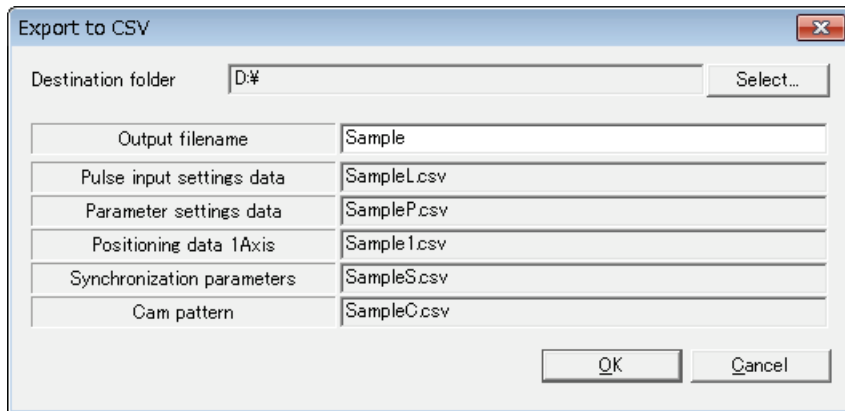 Export to CSV
Destination folder D:¥ Select...
Output filename Sample
Pulse input settings data SampleL.csv
Parameter settings data SampleP.csv
Positioning data 1Axis Sample1.csv
Synchronization parameters SampleS.csv
Cam pattern SampleC.csv
OK Cancel